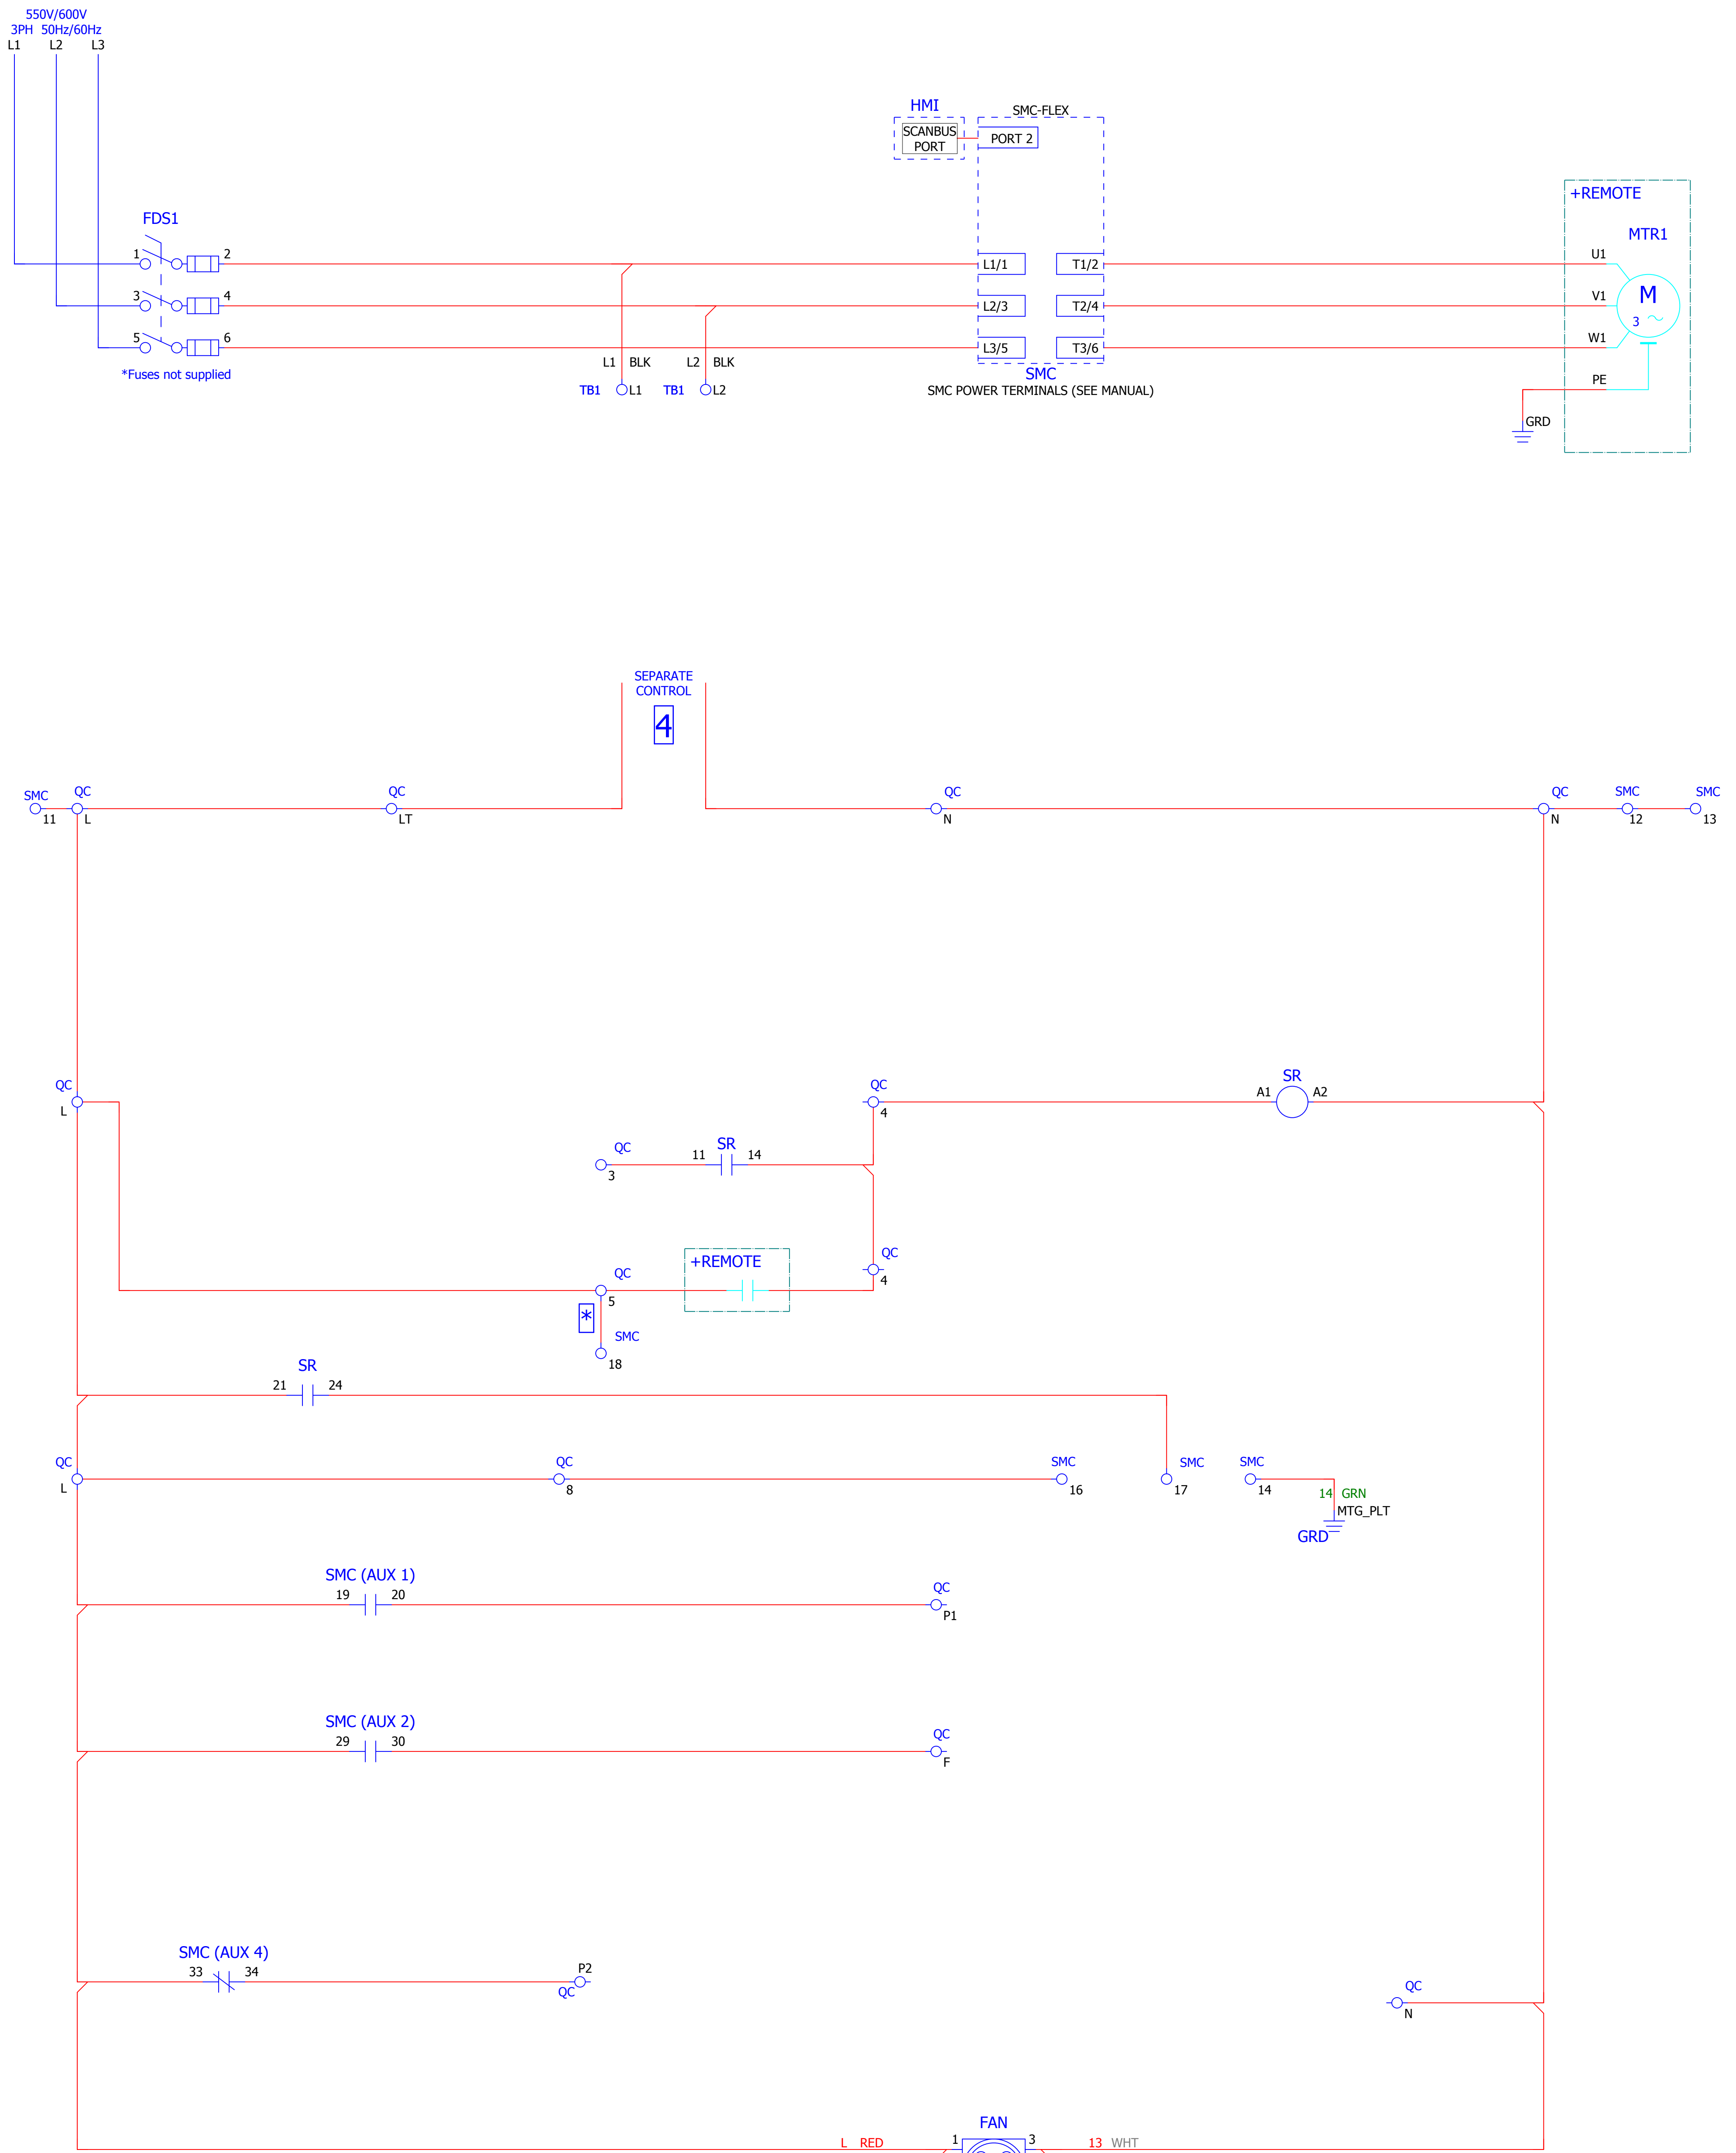 550V/600V
3PH 50Hz/60Hz
L1 L2 L3
HMI
SCANBUS
PORT
SMC-FLEX
PORT 2
+REMOTE
MTR1
FDS1
1 2
L1/1 T1/2
U1
3 4
L2/3 T2/4
V1
M
3
5 6
L3/5 T3/6
W1
*Fuses not supplied
L1 BLK
L2 BLK
TB1 L1
TB1 L2
SMC
SMC POWER TERMINALS (SEE MANUAL)
PE
GRD
SEPARATE
CONTROL
4
SMC
11
QC
L
QC
LT
QC
N
QC
N
SMC
12
SMC
13
QC
L
QC
4
SR
A1 A2
QC
3
SR
11 14
QC
5
+REMOTE
QC
4
*
SMC
18
SR
21 24
QC
L
QC
8
SMC
16
SMC
17
SMC
14
14 GRN
MTG_PLT
GRD
SMC (AUX 1)
19 20
QC
P1
SMC (AUX 2)
29 30
QC
F
SMC (AUX 4)
33 34
P2
QC
QC
N
FAN
L RED
1 3
13 WHT